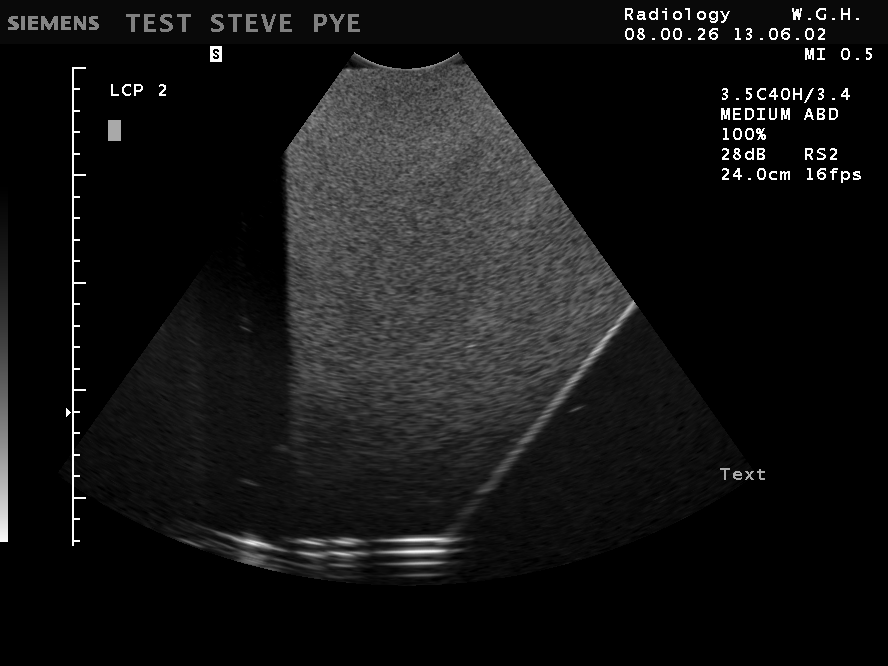 SIEMENS TEST STEVE PYE
Radiology W.G.H.
08.00.26 13.06.02
S
MI 0.5
LCP 2
3.5C40H/3.4
MEDIUM ABD
100%
28dB RS2
24.0cm 16fps
Text